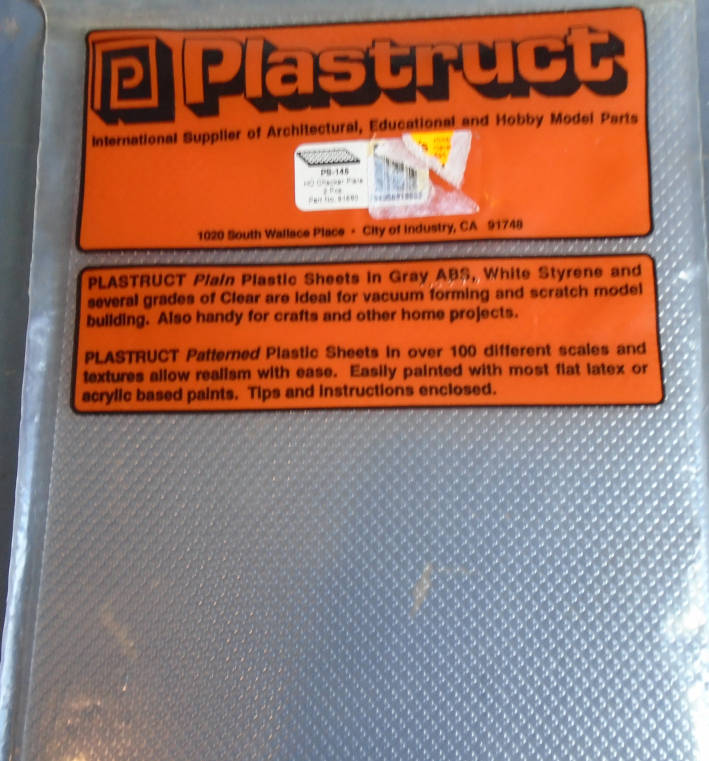 P Plastruct
International Supplier of Architectural, Educational and Hobby Model Parts
PS-145
HO Checker Plate
2 Pcs
Part No.
1020 South Wallace Place • City of Industry, CA 91748
PLASTRUCT Plain Plastic Sheets in Gray ABS, White Styrene and
several grades of Clear are ideal for vacuum forming and scratch model
building. Also handy for crafts and other home projects.
PLASTRUCT Patterned Plastic Sheets in over 100 different scales and
textures allow realism with ease. Easily painted with most flat latex or
acrylic based paints. Tips and instructions enclosed.